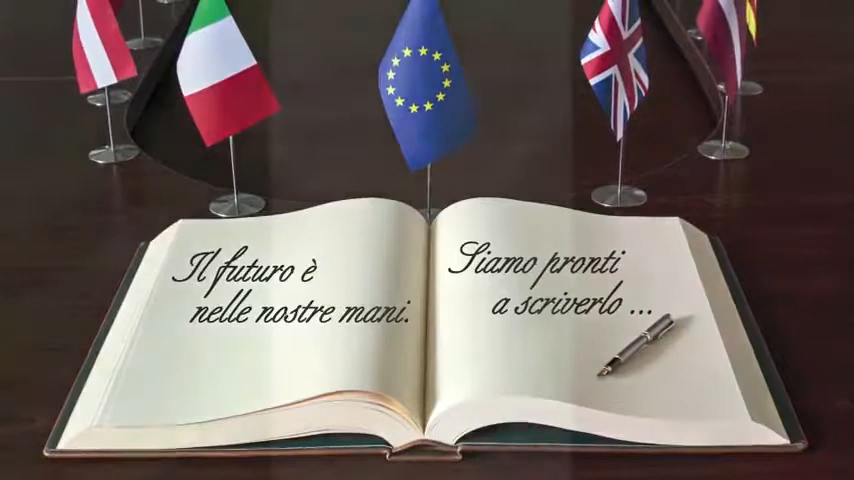 Il futuro è
nelle nostre mani.
Siamo pronti
a scriverlo ...